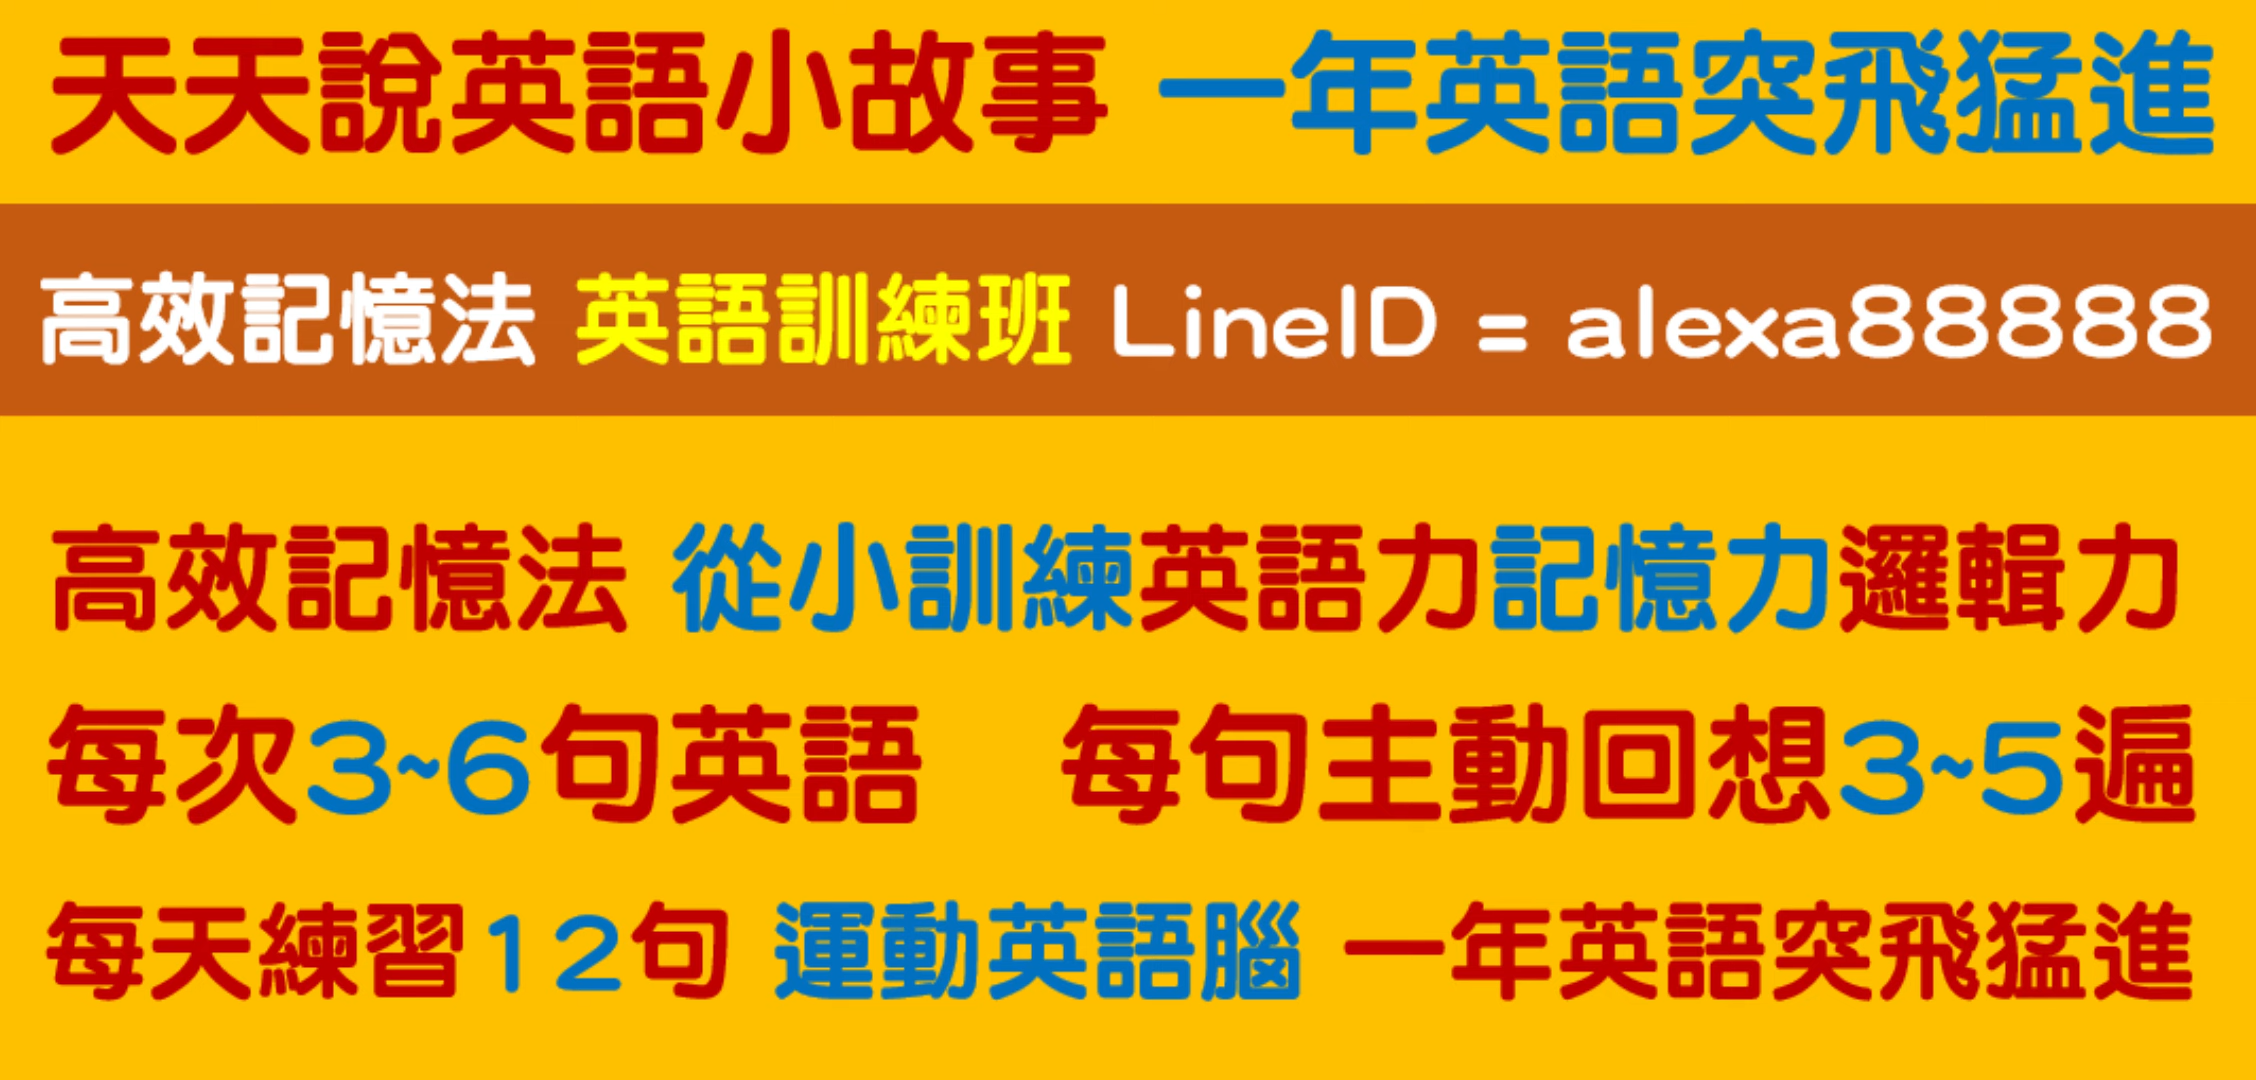 天天說英語小故事 一年英語突飛猛進
高效記憶法 英語訓練班 LineID = alexa88888
高效記憶法 從小訓練英語力記憶力邏輯力
每次3~6句英語 每句主動回想3~5遍
每天練習12句 運動英語腦 一年英語突飛猛進